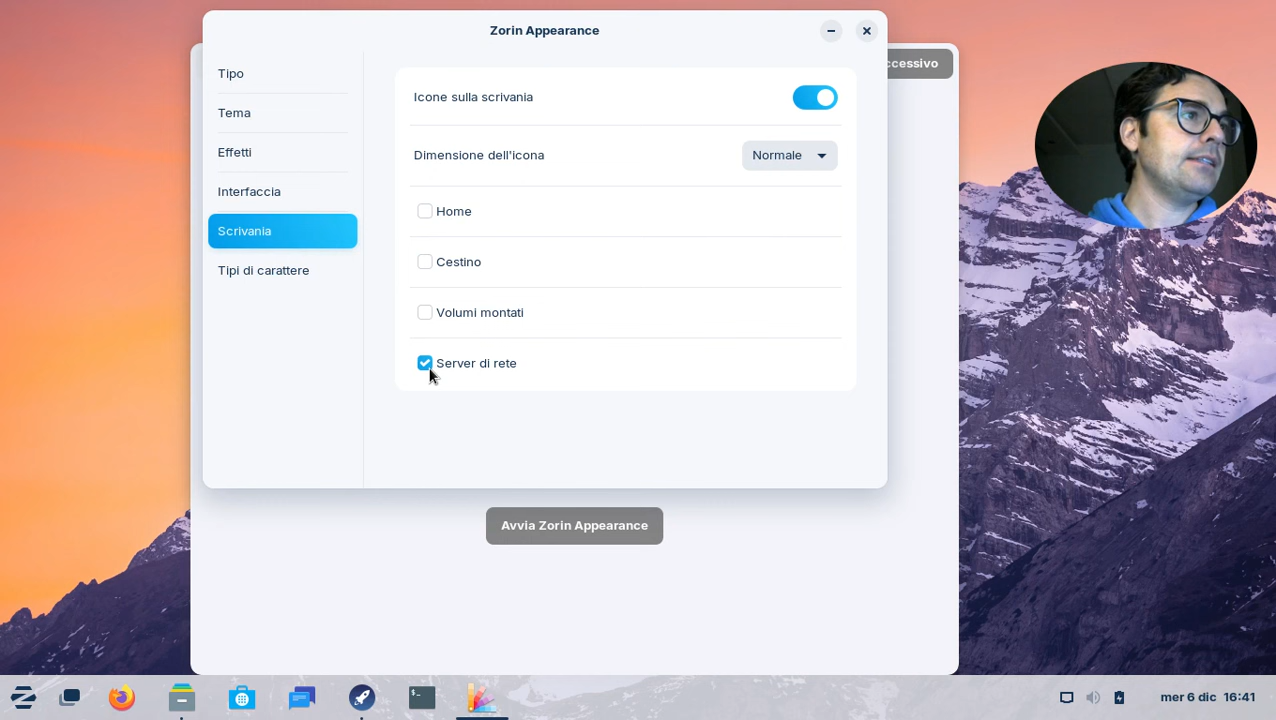 Zorin Appearance
ccessivo
Tipo
Tema
Effetti
Interfaccia
Scrivania
Tipi di carattere
Icone sulla scrivania
Dimensione dell'icona
Normale
Home
Cestino
Volumi montati
Server di rete
Avvia Zorin Appearance
mer 6 dic 16:41